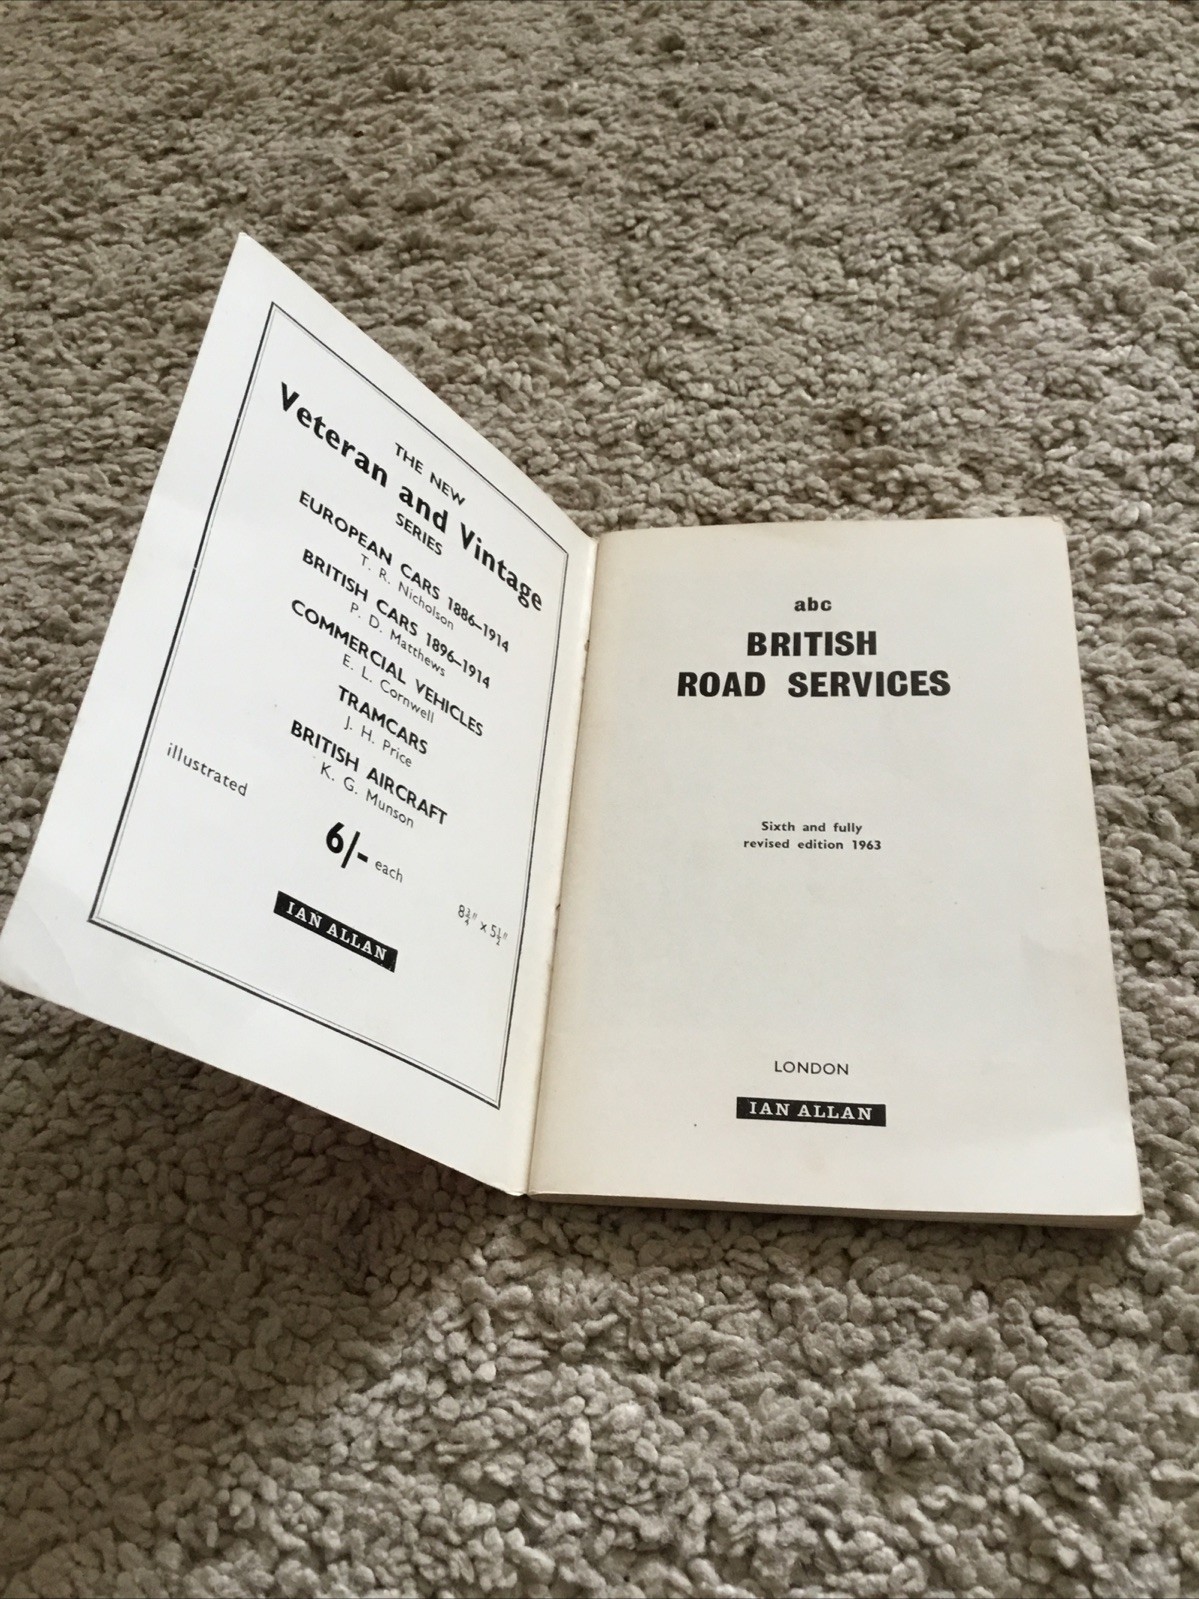 THE NEW
Veteran and Vintage
SERIES
EUROPEAN CARS 1886–1914
T. R. Nicholson
BRITISH CARS 1896–1914
P. D. Matthews
COMMERCIAL VEHICLES
E. L. Cornwell
TRAMCARS
J. H. Price
BRITISH AIRCRAFT
K. G. Munson
illustrated
6/- each
8¾" x 5½"
IAN ALLAN
abc
BRITISH
ROAD SERVICES
Sixth and fully
revised edition 1963
LONDON
IAN ALLAN